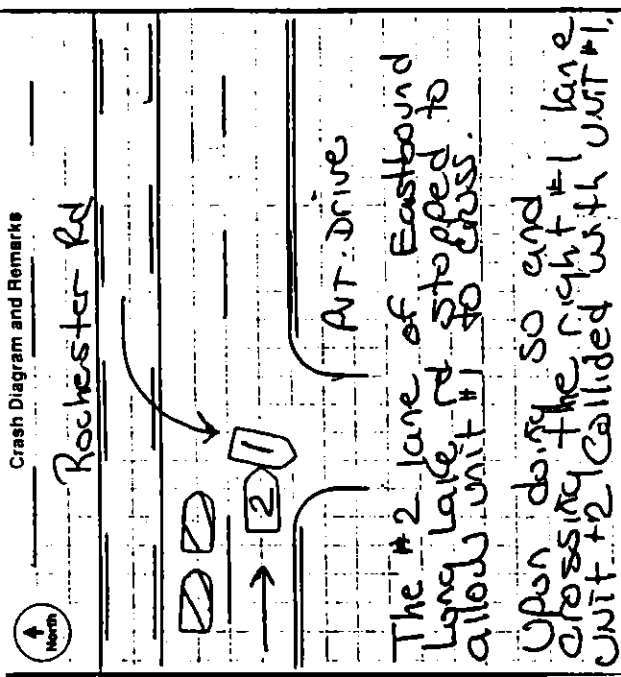 Crash Diagram and Remarks
North
Rochester Rd
1
2
Pvt. Drive
The #2 lane of Eastbound
Long Lake rd stopped to
allow unit #1 to cross.
Upon doing so and
crossing the right #1 lane
unit #2 collided with unit #1.